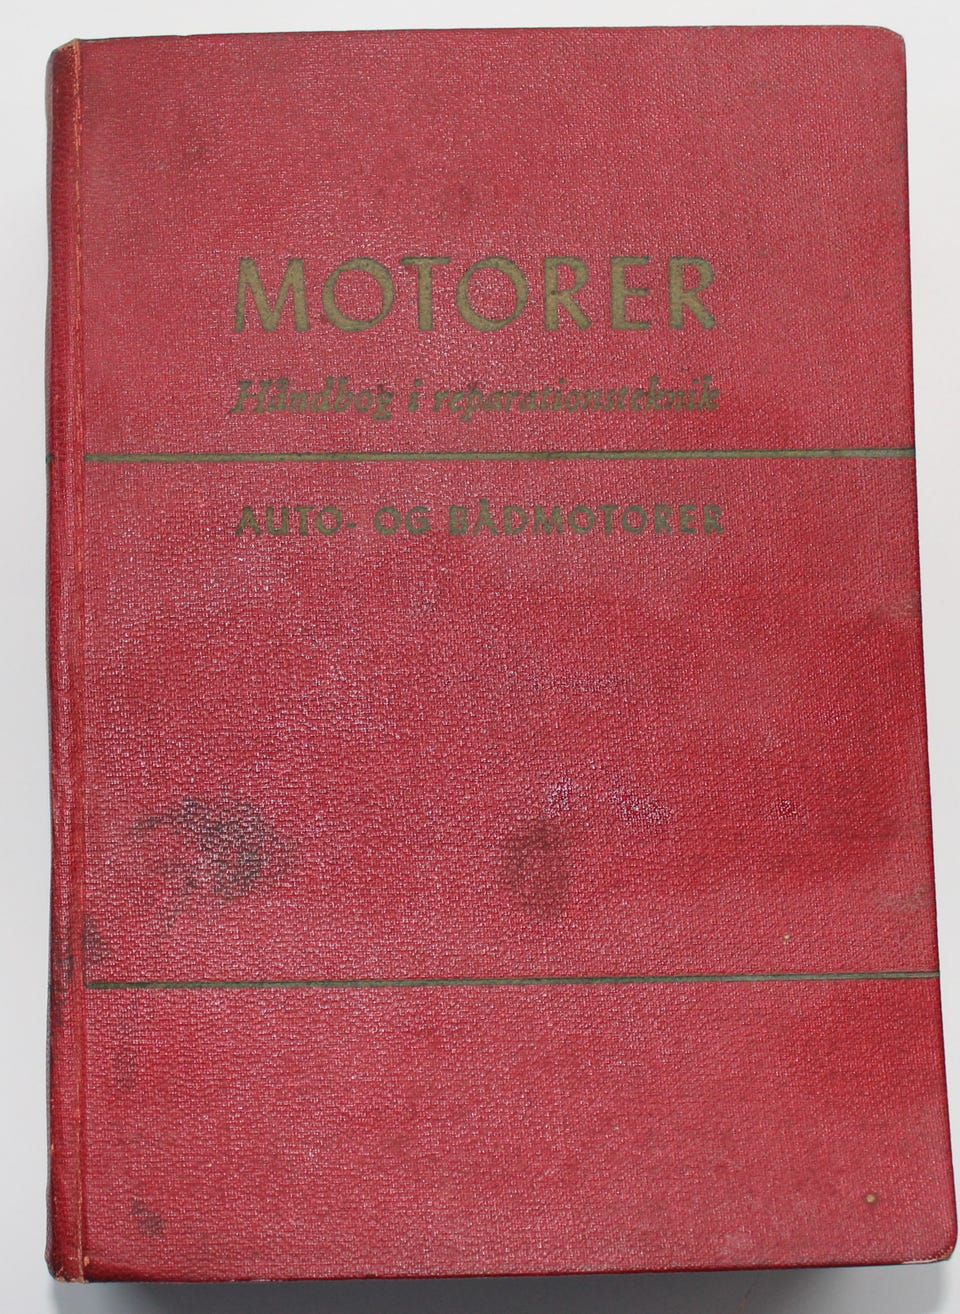 MOTORER
Håndbog i reparationsteknik
AUTO- OG BÅDMOTORER